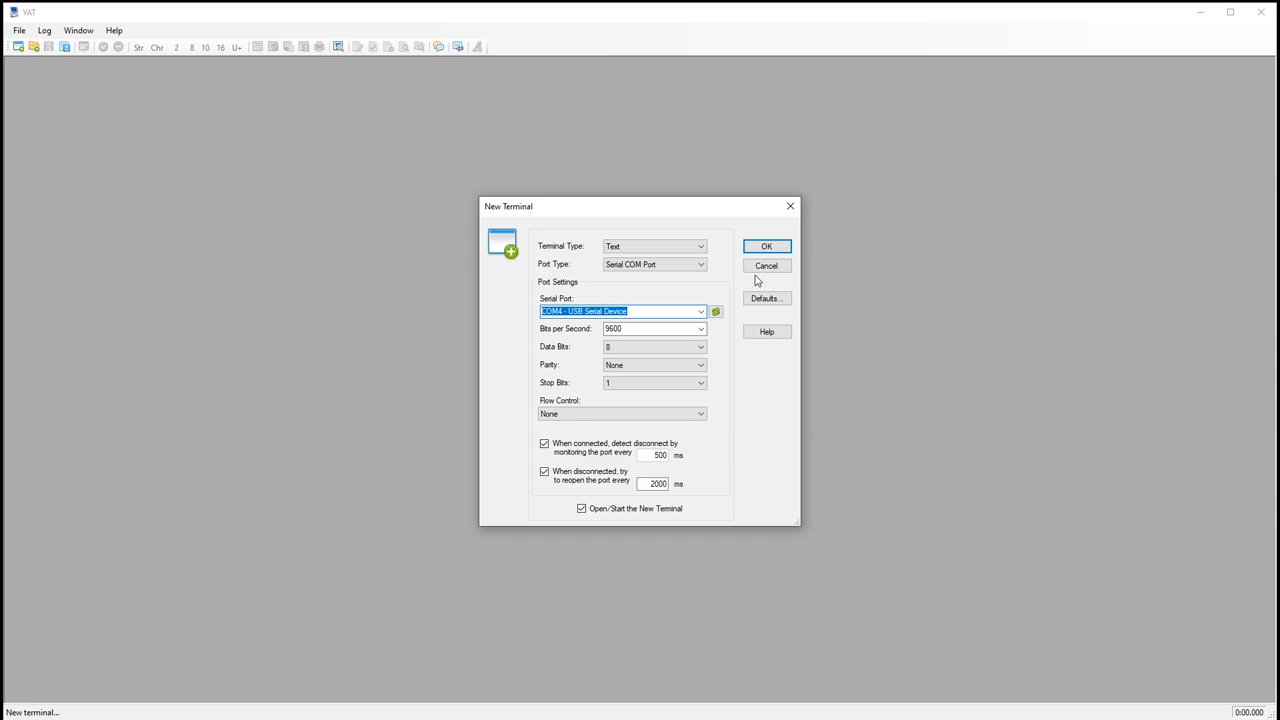 YAT
File Log Window Help
Str Chr 2 8 10 16 U+
New Terminal
Terminal Type: Text
OK
Port Type: Serial COM Port
Cancel
Port Settings
Serial Port:
Defaults...
COM4 - USB Serial Device
Bits per Second: 9600
Help
Data Bits: 8
Parity: None
Stop Bits: 1
Flow Control:
None
When connected, detect disconnect by
monitoring the port every 500 ms
When disconnected, try
to reopen the port every 2000 ms
Open/Start the New Terminal
New terminal...
0:00.000